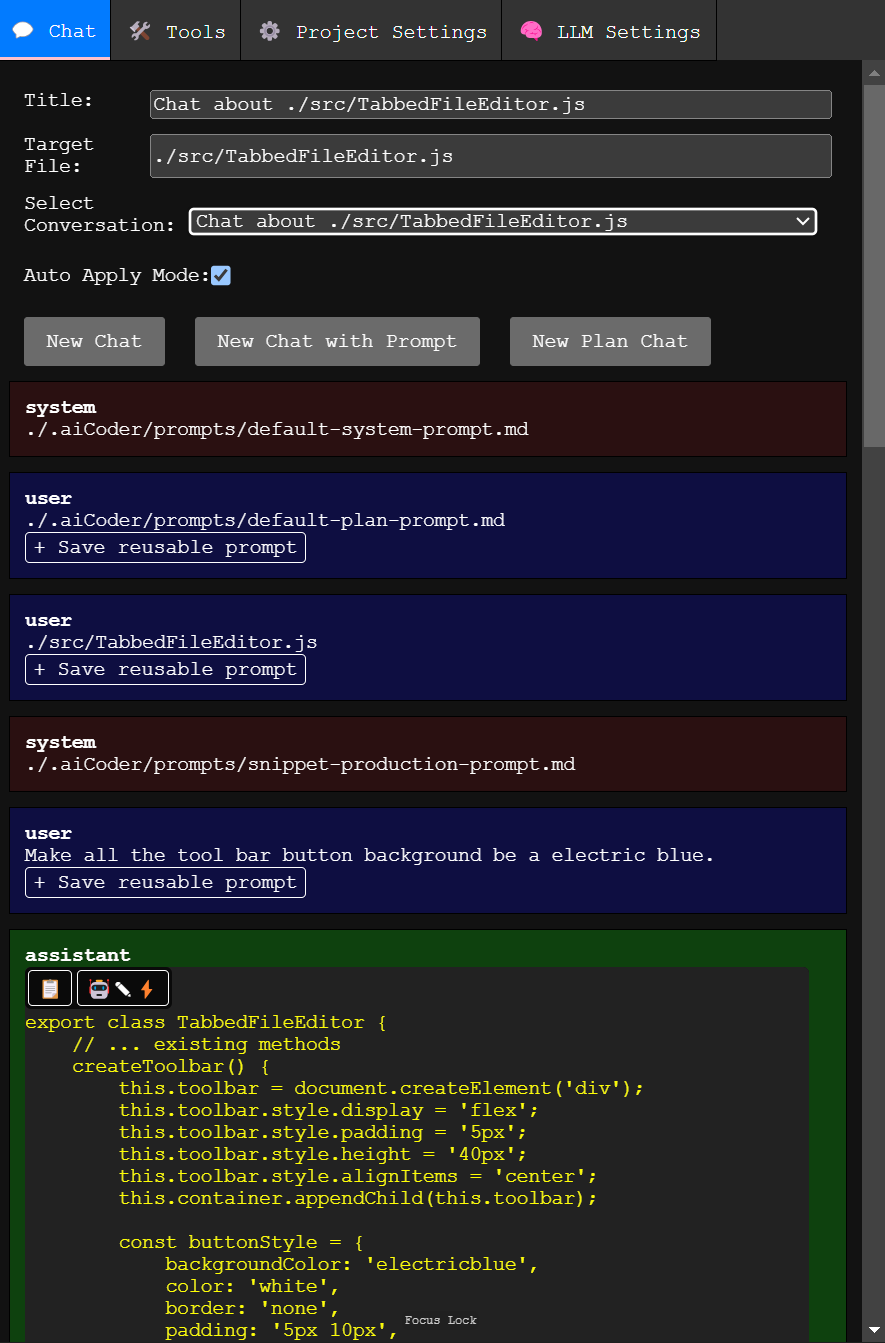 Chat Tools Project Settings LLM Settings
Title: Chat about ./src/TabbedFileEditor.js
Target
File: ./src/TabbedFileEditor.js
Select
Conversation: Chat about ./src/TabbedFileEditor.js
Auto Apply Mode:
New Chat New Chat with Prompt New Plan Chat
system
./.aiCoder/prompts/default-system-prompt.md
user
./.aiCoder/prompts/default-plan-prompt.md
+ Save reusable prompt
user
./src/TabbedFileEditor.js
+ Save reusable prompt
system
./.aiCoder/prompts/snippet-production-prompt.md
user
Make all the tool bar button background be a electric blue.
+ Save reusable prompt
assistant
export class TabbedFileEditor {
    // ... existing methods
    createToolbar() {
        this.toolbar = document.createElement('div');
        this.toolbar.style.display = 'flex';
        this.toolbar.style.padding = '5px';
        this.toolbar.style.height = '40px';
        this.toolbar.style.alignItems = 'center';
        this.container.appendChild(this.toolbar);
        const buttonStyle = {
            backgroundColor: 'electricblue',
            color: 'white',
            border: 'none',
            padding: '5px 10px',
Focus Lock